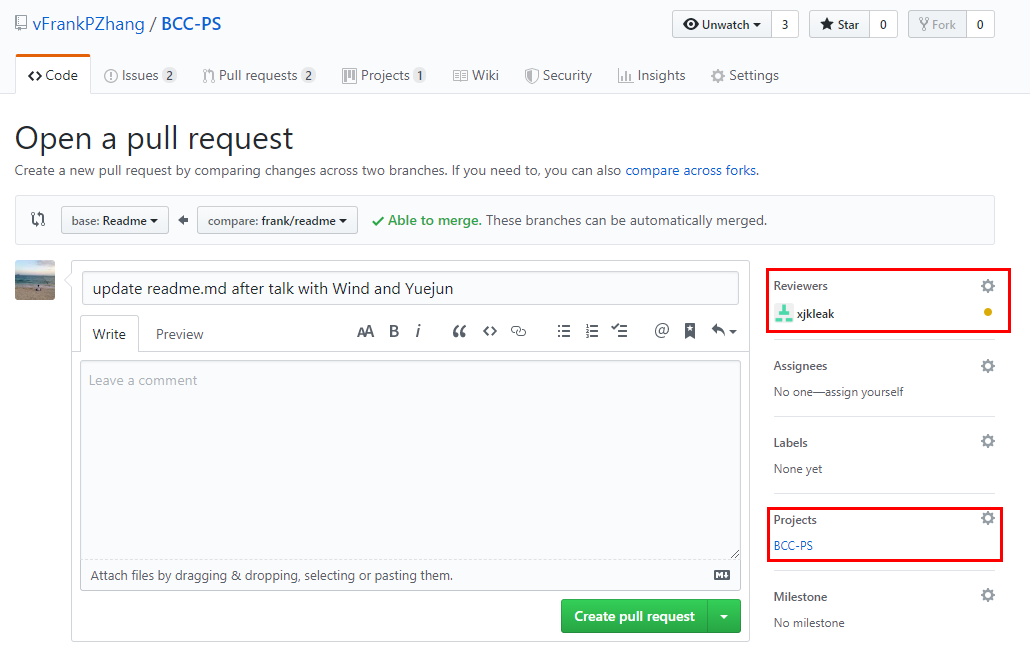 vFrankPZhang / BCC-PS
Unwatch 3 Star 0 Fork 0
Code Issues 2 Pull requests 2 Projects 1 Wiki Security Insights Settings
Open a pull request
Create a new pull request by comparing changes across two branches. If you need to, you can also compare across forks.
base: Readme compare: frank/readme Able to merge. These branches can be automatically merged.
update readme.md after talk with Wind and Yuejun
Write Preview AA B i @
Leave a comment
Attach files by dragging & dropping, selecting or pasting them.
Create pull request
Reviewers
xjkleak
Assignees
No one—assign yourself
Labels
None yet
Projects
BCC-PS
Milestone
No milestone